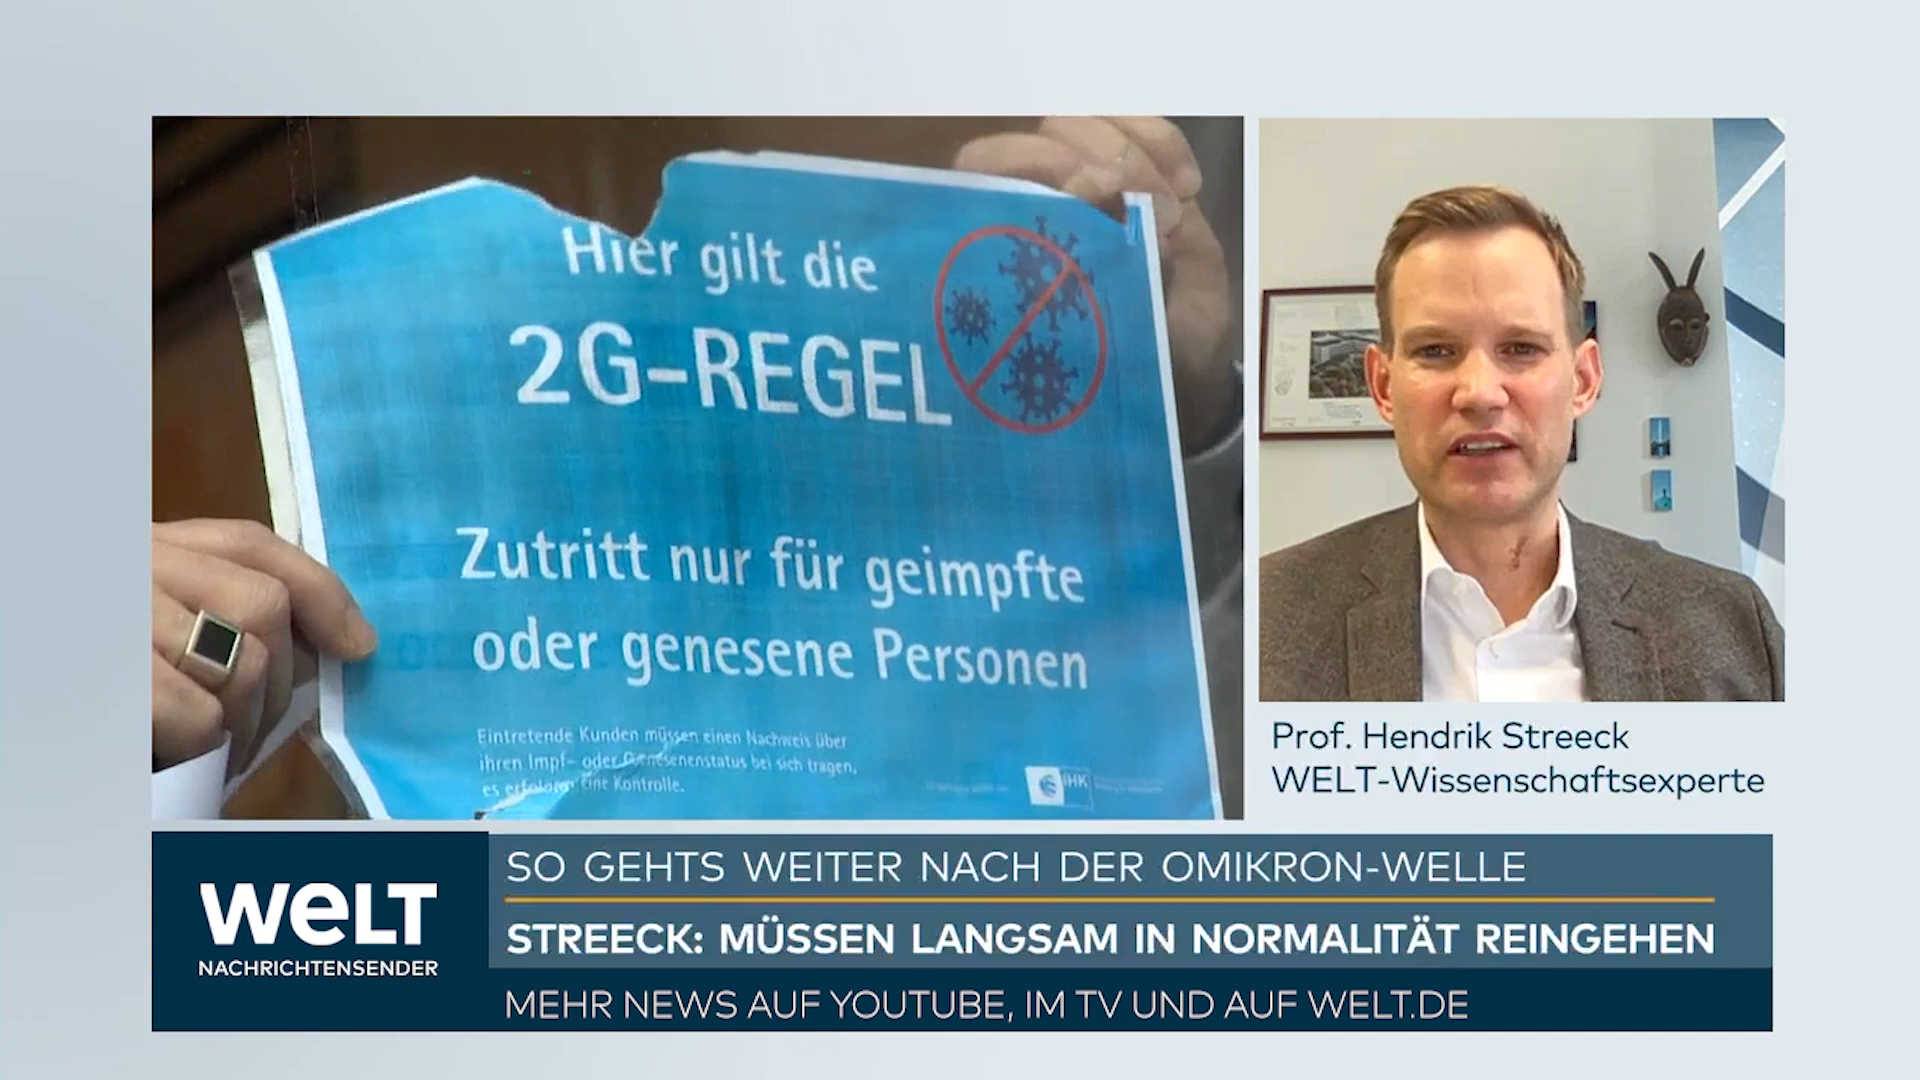 Hier gilt die
2G-REGEL
Zutritt nur für geimpfte
oder genesene Personen
Eintretende Kunden müssen einen Nachweis über
ihren Impf- oder Genesenenstatus bei sich tragen,
es erfolgt eine Kontrolle.
IHK
Prof. Hendrik Streeck
WELT-Wissenschaftsexperte
WELT
NACHRICHTENSENDER
SO GEHTS WEITER NACH DER OMIKRON-WELLE
STREECK: MÜSSEN LANGSAM IN NORMALITÄT REINGEHEN
MEHR NEWS AUF YOUTUBE, IM TV UND AUF WELT.DE